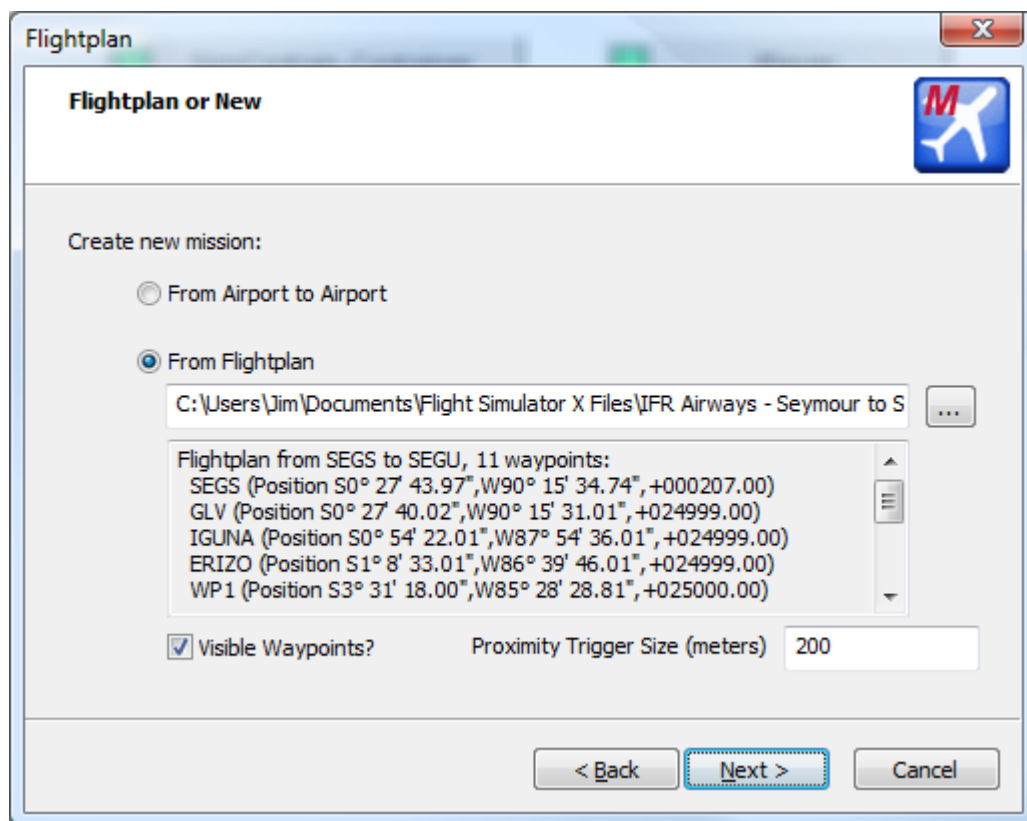 Flightplan
Flightplan or New
M
Create new mission:
From Airport to Airport
From Flightplan
C:\Users\Jim\Documents\Flight Simulator X Files\IFR Airways - Seymour to S
...
Flightplan from SEGS to SEGU, 11 waypoints:
SEGS (Position S0° 27' 43.97",W90° 15' 34.74",+000207.00)
GLV (Position S0° 27' 40.02",W90° 15' 31.01",+024999.00)
IGUNA (Position S0° 54' 22.01",W87° 54' 36.01",+024999.00)
ERIZO (Position S1° 8' 33.01",W86° 39' 46.01",+024999.00)
WP1 (Position S3° 31' 18.00",W85° 28' 28.81",+025000.00)
Visible Waypoints? Proximity Trigger Size (meters) 200
< Back Next > Cancel